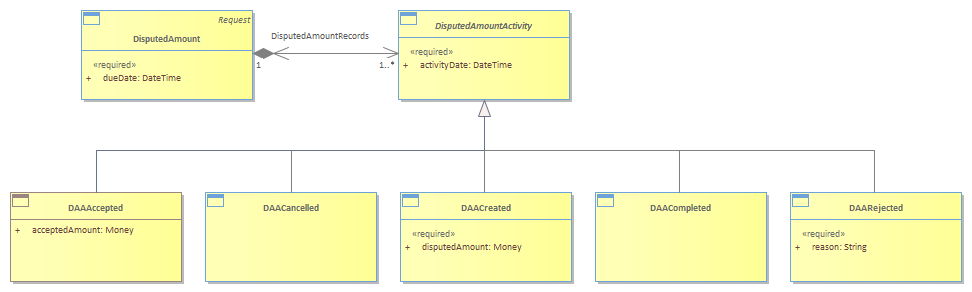 Request
DisputedAmount
«required»
+ dueDate: DateTime
DisputedAmountRecords
1
1..*
DisputedAmountActivity
«required»
+ activityDate: DateTime
DAAAccepted
+ acceptedAmount: Money
DAACancelled
DAACreated
«required»
+ disputedAmount: Money
DAACompleted
DAARejected
«required»
+ reason: String